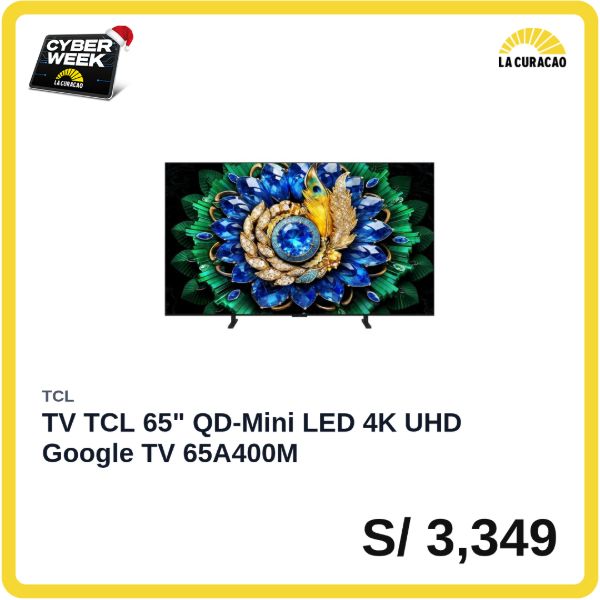 CYBER
WEEK
LA CURACAO
LA CURACAO
TCL
TV TCL 65" QD-Mini LED 4K UHD
Google TV 65A400M
S/ 3,349